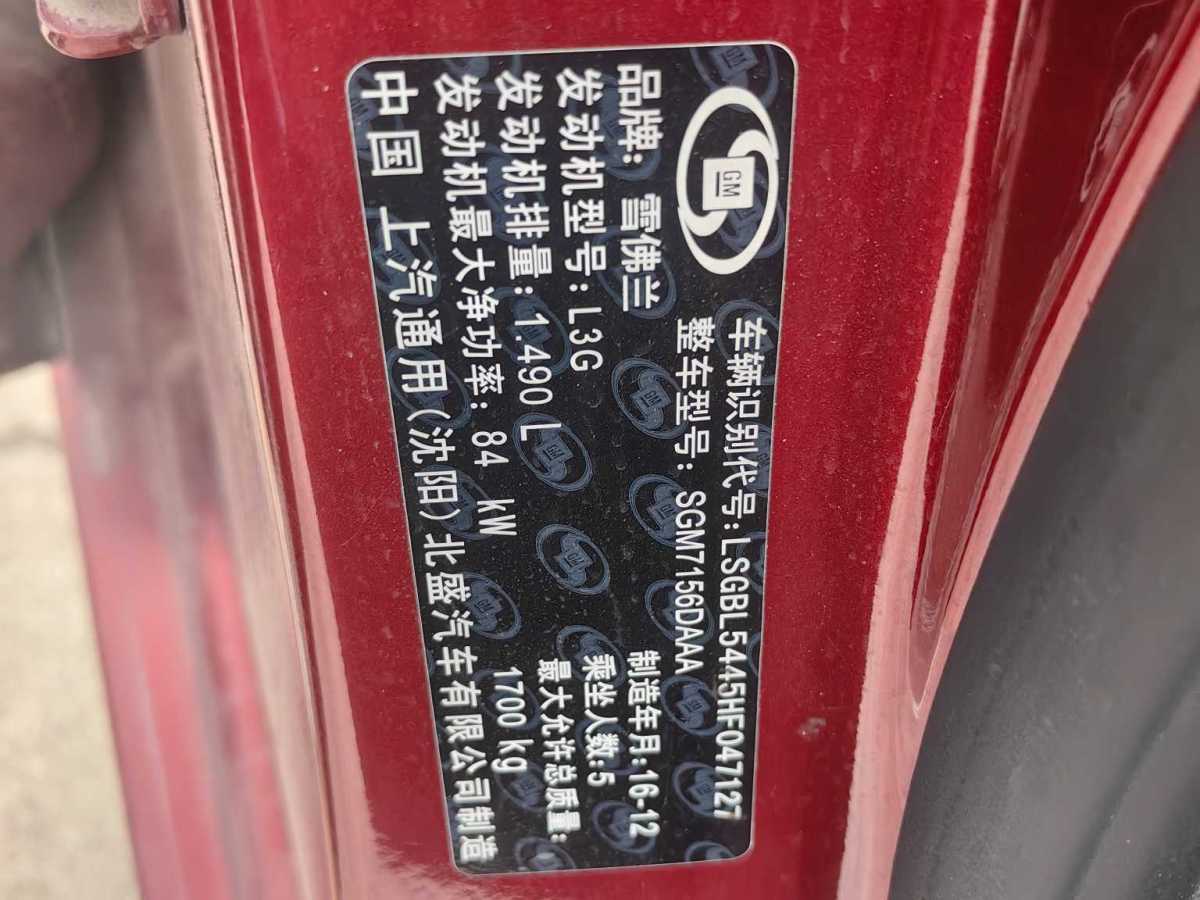 GM
车辆识别代号:LSGBL5445HF047127
整车型号:SGM7156DAAA
品牌:雪佛兰
制造年月:16-12
发动机型号:L3G
乘坐人数:5
发动机排量:1.490L
最大允许总质量:
发动机最大净功率:84 kW
1700kg
中国 上汽通用(沈阳)北盛汽车有限公司制造